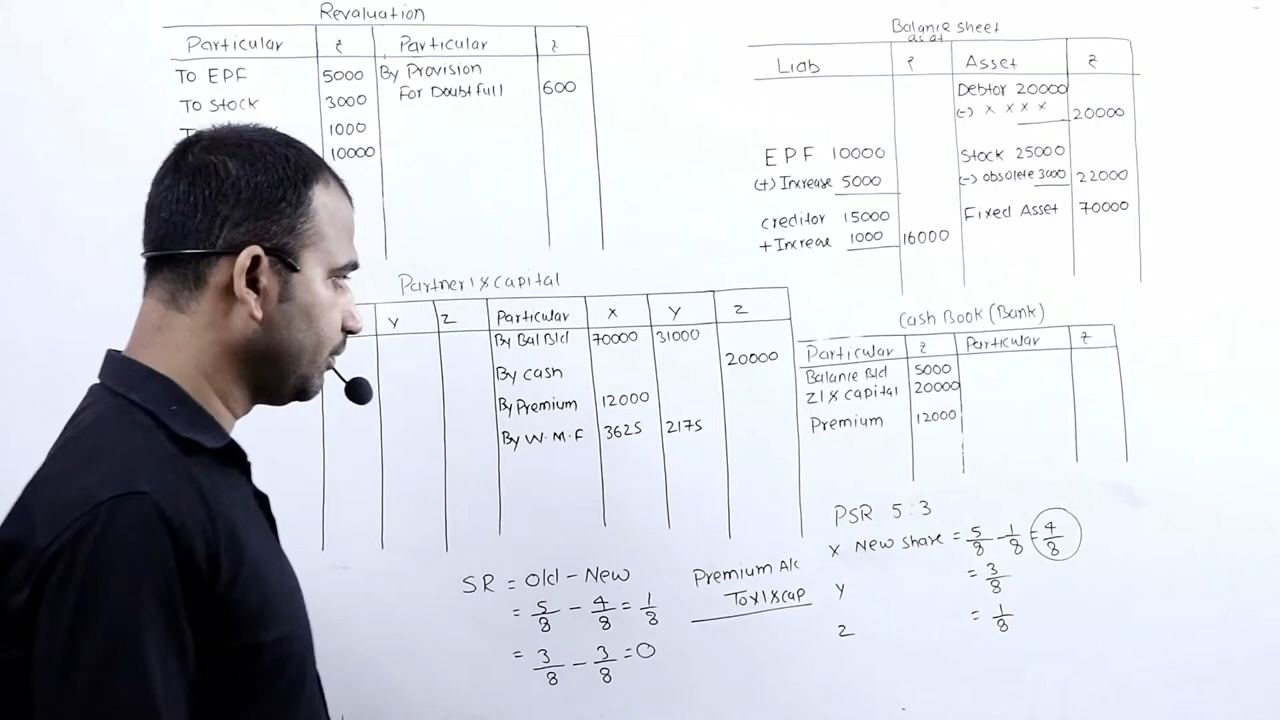 Revaluation
Particular ₹ Particular ₹
To EPF 5000 By Provision
For Doubtfull 600
To Stock 3000
1000
10000
Balance sheet
as at
Liab ₹ Asset ₹
Debtor 20000
(-) x x x x 20000
EPF 10000 Stock 25000
(+) Increase 5000 (-) obsolete 3000 22000
creditor 15000 Fixed Asset 70000
+ Increase 1000 16000
Partner's capital
Y Z Particular X Y Z
By Bal B/d 70000 31000
By cash 20000
By Premium 12000
By W.M.F 3625 2175
Cash Book (Bank)
Particular ₹ Particular ₹
Balance B/d 5000
Z's capital 20000
Premium 12000
PSR 5:3
X New share = 5/8 - 1/8 = 4/8
Y = 3/8
Z = 1/8
SR = Old - New
= 5/8 - 4/8 = 1/8
= 3/8 - 3/8 = 0
Premium A/c
To X's cap